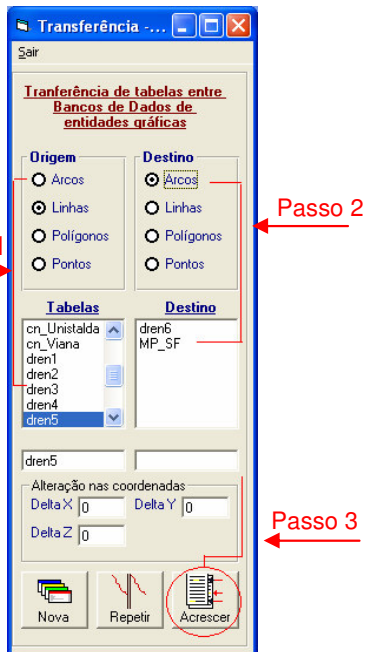 Transferência -...
Sair
Tranferência de tabelas entre
Bancos de Dados de
entidades gráficas
Origem
Destino
Arcos
Arcos
Linhas
Linhas
Polígonos
Polígonos
Pontos
Pontos
Passo 2
Tabelas
Destino
cn_Unistalda
cn_Viana
dren1
dren2
dren3
dren4
dren5
dren6
MP_SF
dren5
Alteração nas coordenadas
Delta X 0
Delta Y 0
Delta Z 0
Passo 3
Nova
Repetir
Acrescer